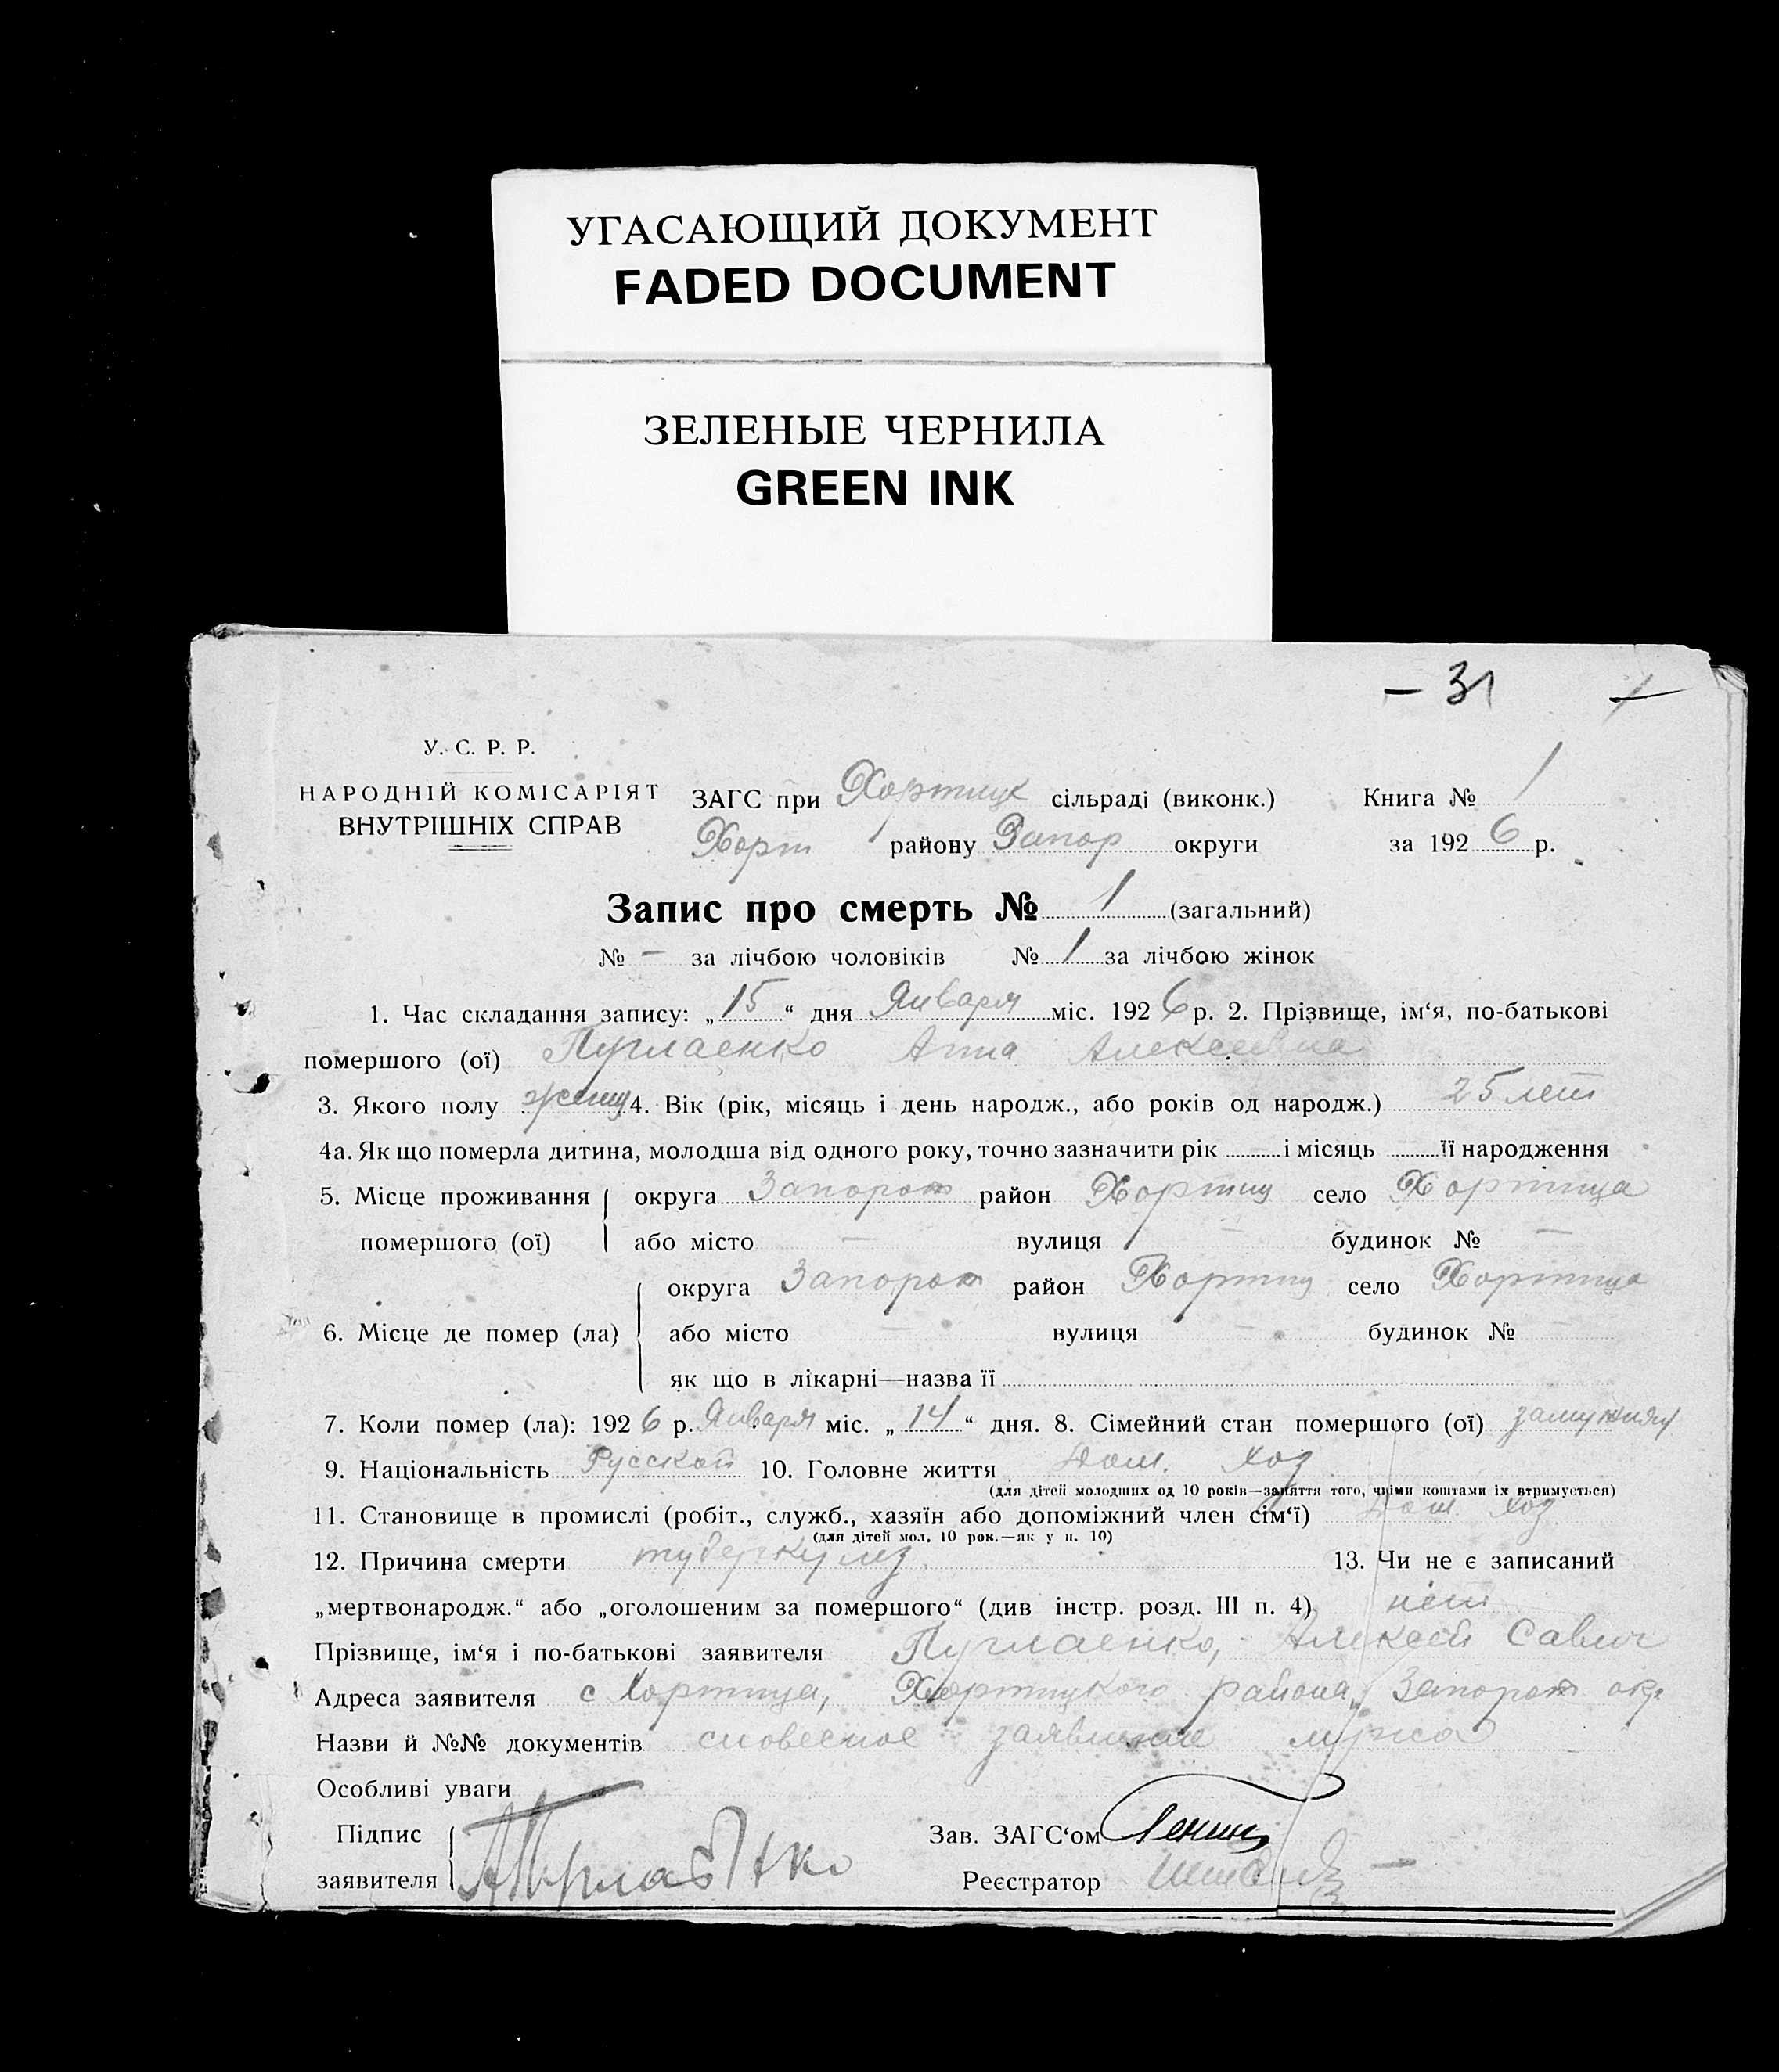 УГАСАЮЩИЙ ДОКУМЕНТ
FADED DOCUMENT
ЗЕЛЕНЫЕ ЧЕРНИЛА
GREEN INK
— 31
У. С. Р. Р.
НАРОДНІЙ КОМІСАРІЯТ
ВНУТРІШНІХ СПРАВ
ЗАГС при Хортицк сільраді (виконк.) Книга № 1
Хорт району Запор округи за 1926 р.
Запис про смерть № 1 (загальний)
№ — за лічбою чоловіків № 1 за лічбою жінок
1. Час складання запису: „15“ дня Января міс. 1926 р. 2. Прізвище, ім‘я, по-батькові
помершого (ої) Пуглаенко Анна Алексеевна
3. Якого полу женщ 4. Вік (рік, місяць і день народж., або років од народж.) 25 лет
4а. Як що померла дитина, молодша від одного року, точно зазначити рік і місяць її народження
5. Місце проживання округа Запорож район Хортиц село Хортица
помершого (ої) або місто — вулиця — будинок № —
округа Запорож район Хортиц село Хортица
6. Місце де помер (ла) або місто — вулиця — будинок №
як що в лікарні—назва її
7. Коли помер (ла): 1926 р. Января міс. „14“ дня. 8. Сімейний стан помершого (ої) замужняя
9. Національність Русской 10. Головне життя Дом. хоз
(для дітей молодших од 10 років—заняття того, чиїми коштами їх втримується)
11. Становище в промислі (робіт., служб., хазяїн або допоміжний член сім‘ї) Дом. хоз
(для дітей мол. 10 рок.—як у п. 10)
12. Причина смерти туберкулез 13. Чи не є записаний
„мертвонародж.“ або „оголошеним за помершого“ (див інстр. розд. III п. 4) нет
Прізвище, ім‘я і по-батькові заявителя Пуглаенко, Алексей Савич
Адреса заявителя с Хортица, Хортицкого района, Запорож окр
Назви й №№ документів словесное заявление мужа
Особливі уваги
Підпис
заявителя
Зав. ЗАГС‘ом
Реєстратор